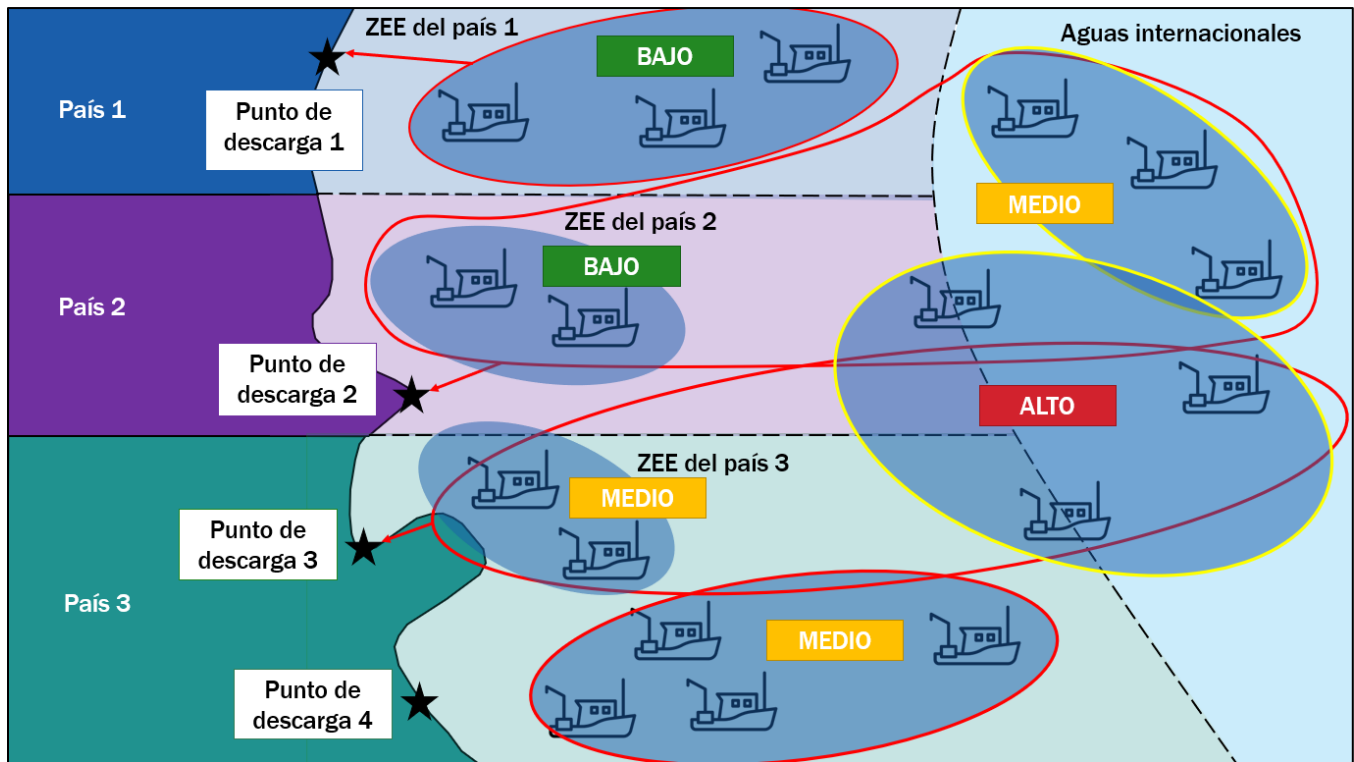 ZEE del país 1
Aguas internacionales
BAJO
País 1
Punto de
descarga 1
MEDIO
ZEE del país 2
BAJO
País 2
Punto de
descarga 2
ALTO
ZEE del país 3
MEDIO
Punto de
descarga 3
País 3
MEDIO
Punto de
descarga 4